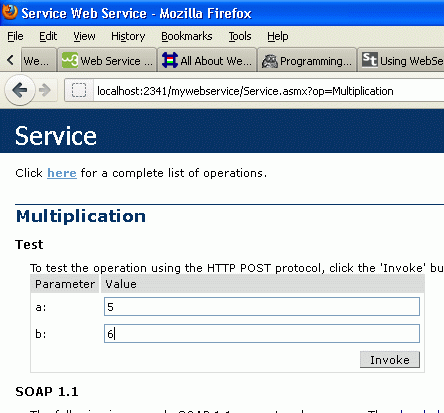 Service Web Service - Mozilla Firefox
File Edit View History Bookmarks Tools Help
We... Web Service ... All About We... Programming... Using WebSe
localhost:2341/mywebservice/Service.asmx?op=Multiplication
Service
Click here for a complete list of operations.
Multiplication
Test
To test the operation using the HTTP POST protocol, click the 'Invoke' bu
Parameter Value
a: 5
b: 6
Invoke
SOAP 1.1